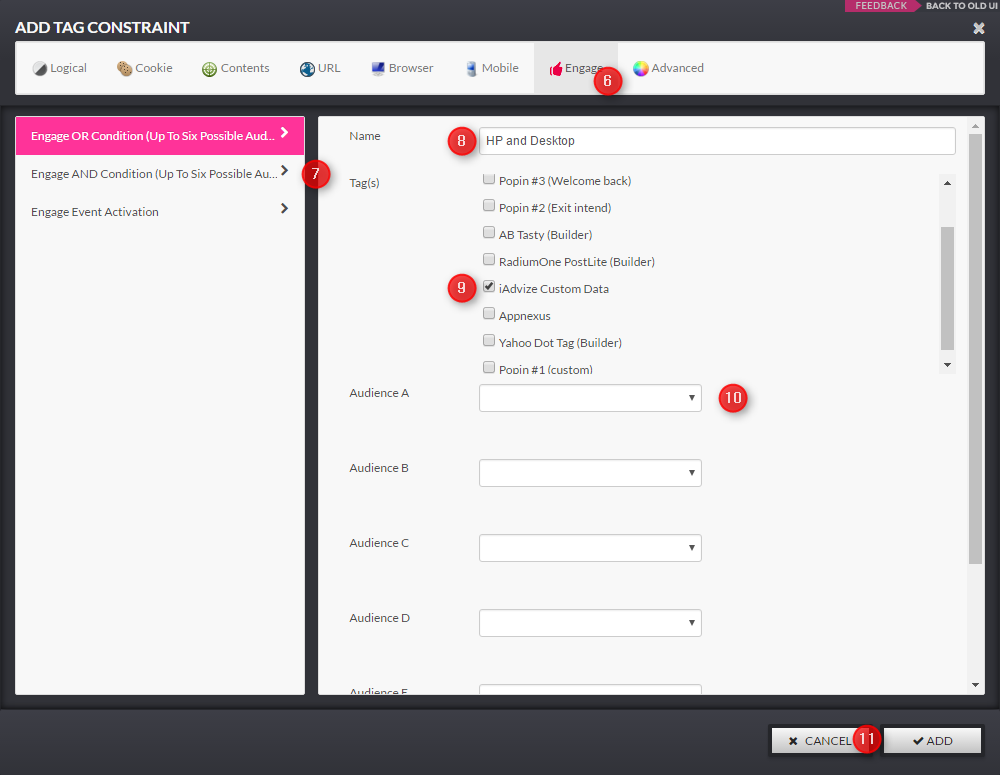 FEEDBACK BACK TO OLD UI
ADD TAG CONSTRAINT
Logical Cookie Contents URL Browser Mobile Engage Advanced
6
Engage OR Condition (Up To Six Possible Aud...
Engage AND Condition (Up To Six Possible Au...
7
Engage Event Activation
Name
8
HP and Desktop
Tag(s)
Popin #3 (Welcome back)
Popin #2 (Exit intend)
AB Tasty (Builder)
RadiumOne PostLite (Builder)
9
iAdvize Custom Data
Appnexus
Yahoo Dot Tag (Builder)
Popin #1 (custom)
Audience A
10
Audience B
Audience C
Audience D
Audience E
CANCEL
11
ADD